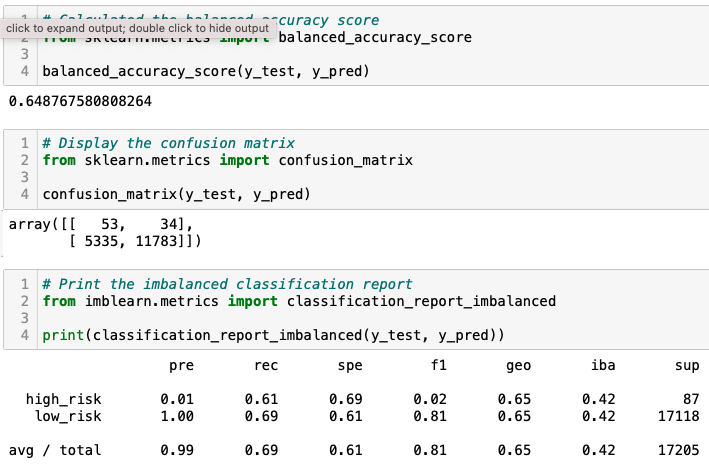 1 # Calculated the balanced accuracy score
click to expand output; double click to hide output
2 from sklearn.metrics import balanced_accuracy_score
3
4 balanced_accuracy_score(y_test, y_pred)
0.648767580808264
1 # Display the confusion matrix
2 from sklearn.metrics import confusion_matrix
3
4 confusion_matrix(y_test, y_pred)
array([[   53,    34],
       [ 5335, 11783]])
1 # Print the imbalanced classification report
2 from imblearn.metrics import classification_report_imbalanced
3
4 print(classification_report_imbalanced(y_test, y_pred))
pre rec spe f1 geo iba sup
high_risk 0.01 0.61 0.69 0.02 0.65 0.42 87
low_risk 1.00 0.69 0.61 0.81 0.65 0.42 17118
avg / total 0.99 0.69 0.61 0.81 0.65 0.42 17205